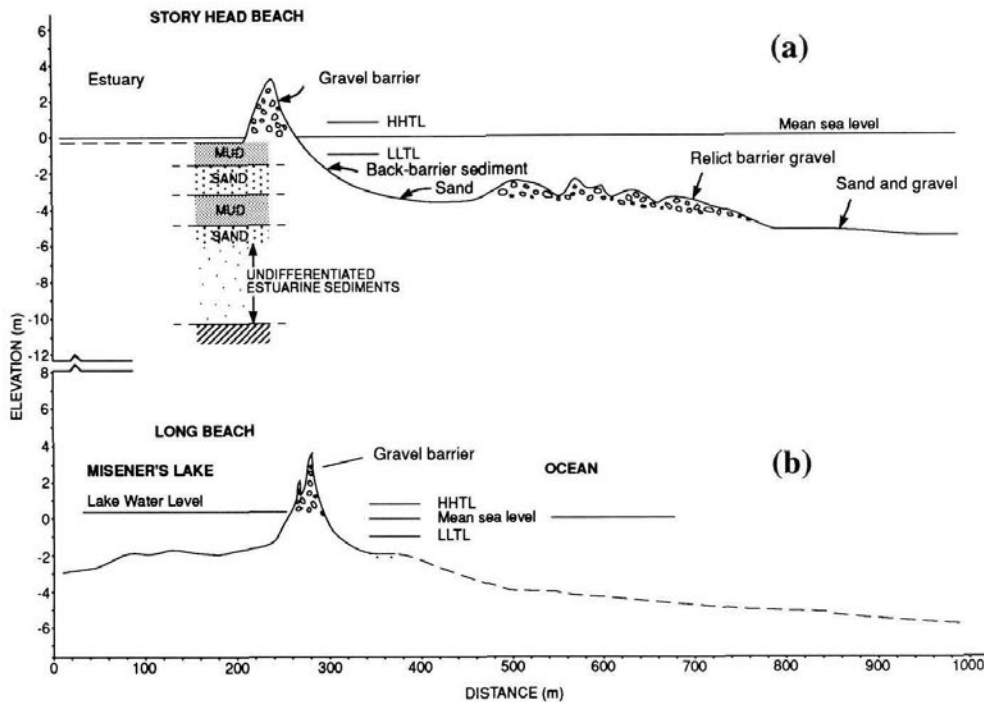 STORY HEAD BEACH
(a)
6
4
2
0
-2
-4
-6
-8
-10
-12
Estuary
Gravel barrier
HHTL
Mean sea level
LLTL
MUD
SAND
MUD
SAND
Back-barrier sediment
Sand
Relict barrier gravel
Sand and gravel
UNDIFFERENTIATED
ESTUARINE SEDIMENTS
ELEVATION (m)
8
6
4
2
0
-2
-4
-6
LONG BEACH
(b)
MISENER'S LAKE
Gravel barrier
OCEAN
Lake Water Level
HHTL
Mean sea level
LLTL
0 100 200 300 400 500 600 700 800 900 1000
DISTANCE (m)